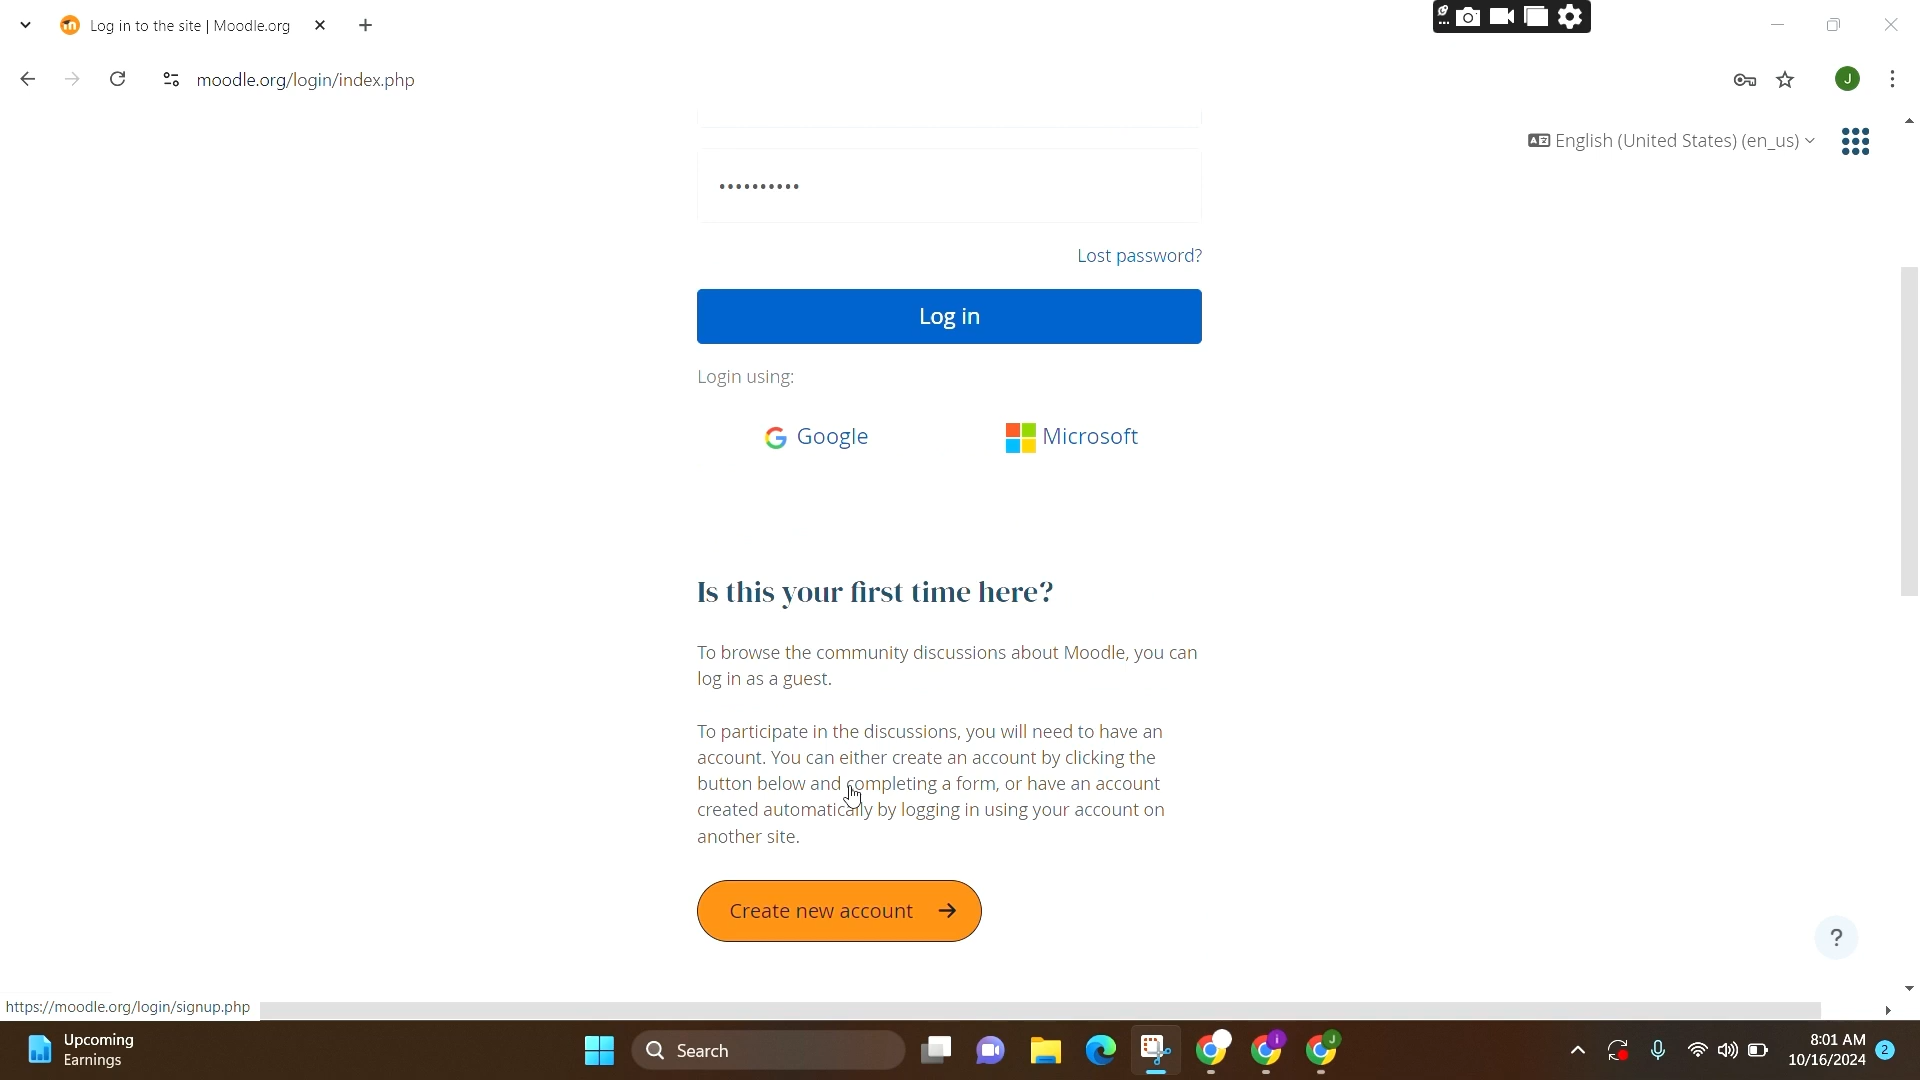 Log in to the site | Moodle.org
moodle.org/login/index.php
J
English (United States) (en_us)
••••••••••
Lost password?
Log in
Login using:
Google
Microsoft
Is this your first time here?
To browse the community discussions about Moodle, you can
log in as a guest.
To participate in the discussions, you will need to have an
account. You can either create an account by clicking the
button below and completing a form, or have an account
created automatically by logging in using your account on
another site.
Create new account
?
https://moodle.org/login/signup.php
Upcoming
Earnings
Search
i
J
8:01 AM
10/16/2024
2